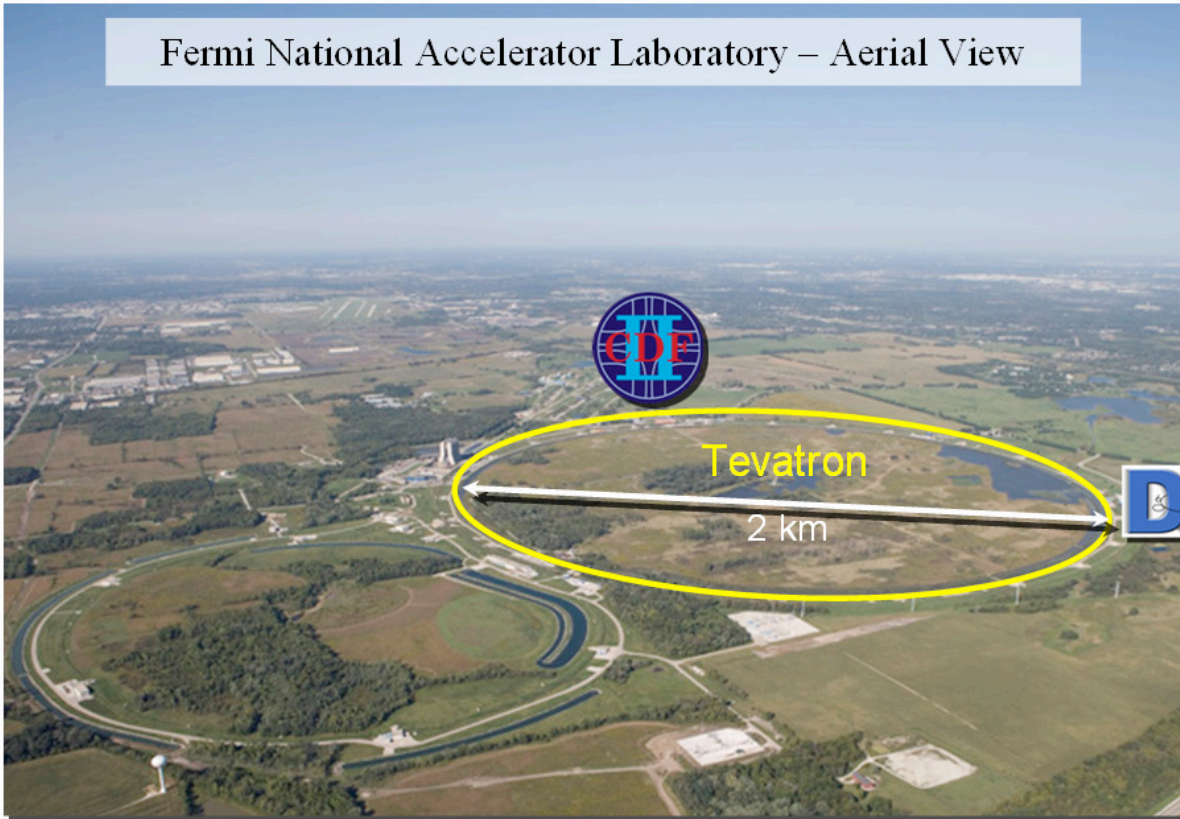 Fermi National Accelerator Laboratory – Aerial View
II
CDF
Tevatron
2 km
D